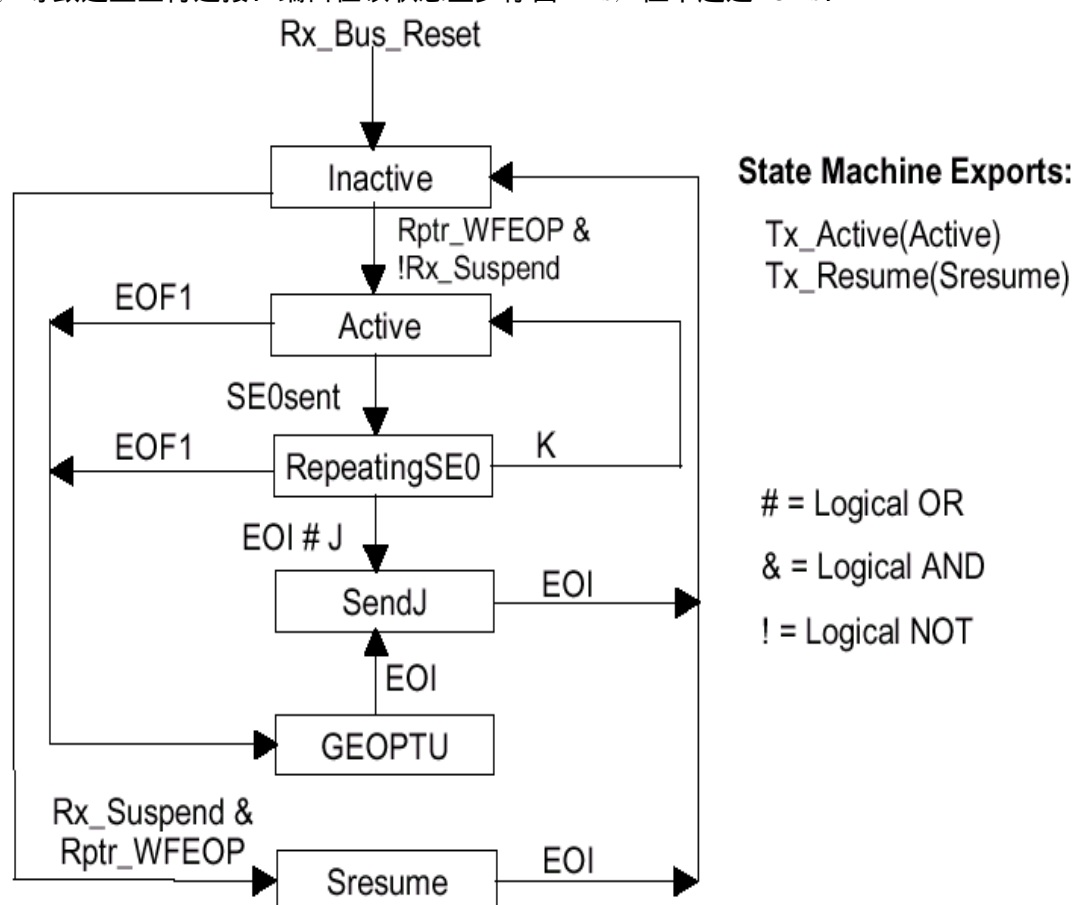 Rx_Bus_Reset
Inactive
Rptr_WFEOP &
!Rx_Suspend
EOF1
Active
SE0sent
EOF1
RepeatingSE0
K
EOI # J
SendJ
EOI
EOI
GEOPTU
Rx_Suspend &
Rptr_WFEOP
Sresume
EOI
State Machine Exports:
Tx_Active(Active)
Tx_Resume(Sresume)
# = Logical OR
& = Logical AND
! = Logical NOT